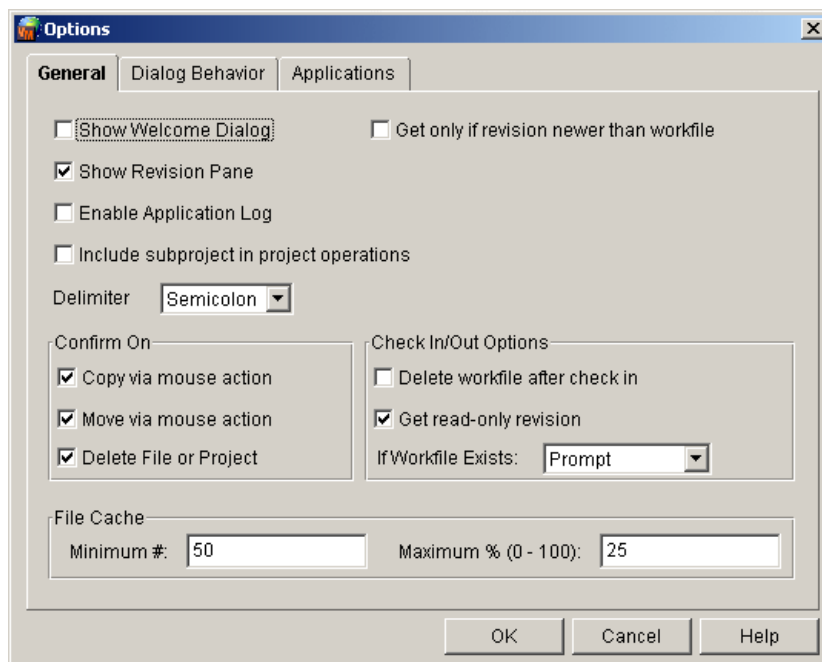 Options
General Dialog Behavior Applications
Show Welcome Dialog Get only if revision newer than workfile
Show Revision Pane
Enable Application Log
Include subproject in project operations
Delimiter Semicolon
Confirm On Check In/Out Options
Copy via mouse action Delete workfile after check in
Move via mouse action Get read-only revision
Delete File or Project If Workfile Exists: Prompt
File Cache
Minimum #: 50 Maximum % (0 - 100): 25
OK Cancel Help